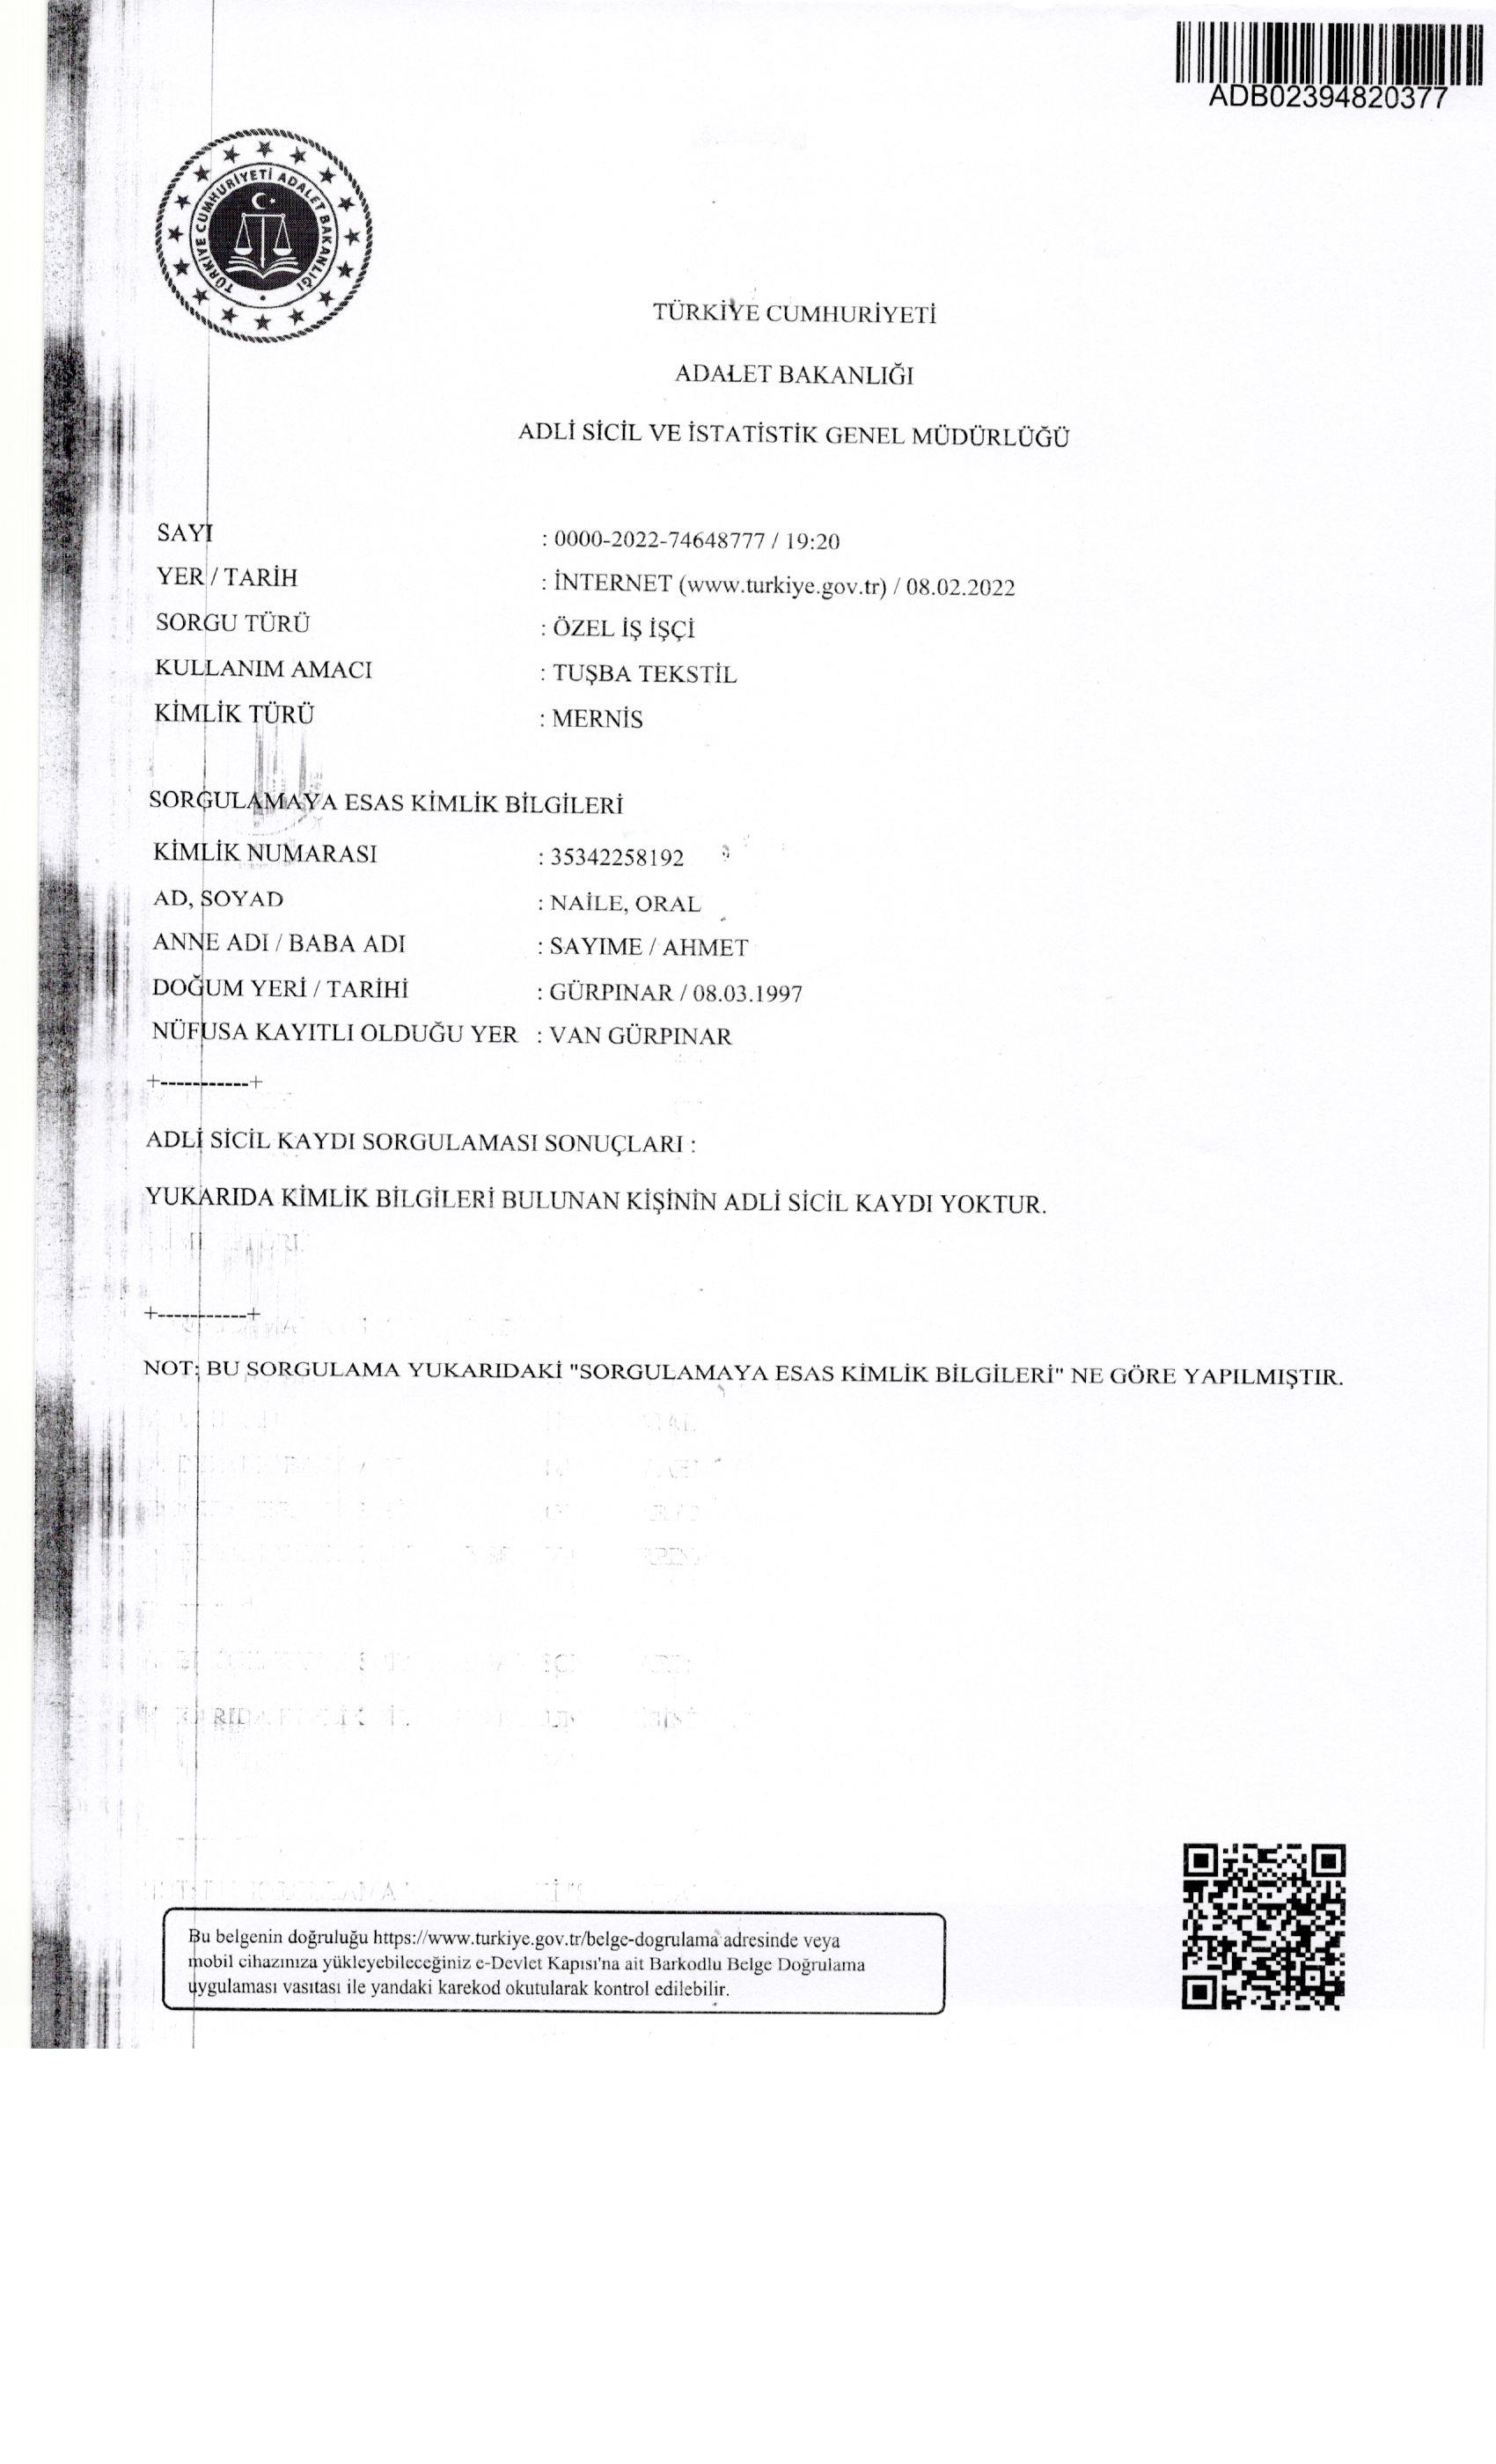 ADB02394820377
TÜRKİYE CUMHURİYETİ ADALET BAKANLIĞI
TÜRKİYE CUMHURİYETİ
ADALET BAKANLIĞI
ADLİ SİCİL VE İSTATİSTİK GENEL MÜDÜRLÜĞÜ
SAYI : 0000-2022-74648777 / 19:20
YER / TARİH : İNTERNET (www.turkiye.gov.tr) / 08.02.2022
SORGU TÜRÜ : ÖZEL İŞ İŞÇİ
KULLANIM AMACI : TUŞBA TEKSTİL
KİMLİK TÜRÜ : MERNİS
SORGULAMAYA ESAS KİMLİK BİLGİLERİ
KİMLİK NUMARASI : 35342258192
AD, SOYAD : NAİLE, ORAL
ANNE ADI / BABA ADI : SAYIME / AHMET
DOĞUM YERİ / TARİHİ : GÜRPINAR / 08.03.1997
NÜFUSA KAYITLI OLDUĞU YER : VAN GÜRPINAR
+-----------+
ADLİ SİCİL KAYDI SORGULAMASI SONUÇLARI :
YUKARIDA KİMLİK BİLGİLERİ BULUNAN KİŞİNİN ADLİ SİCİL KAYDI YOKTUR.
+-----------+
NOT: BU SORGULAMA YUKARIDAKİ "SORGULAMAYA ESAS KİMLİK BİLGİLERİ" NE GÖRE YAPILMIŞTIR.
Bu belgenin doğruluğu https://www.turkiye.gov.tr/belge-dogrulama adresinde veya
mobil cihazınıza yükleyebileceğiniz e-Devlet Kapısı'na ait Barkodlu Belge Doğrulama
uygulaması vasıtası ile yandaki karekod okutularak kontrol edilebilir.